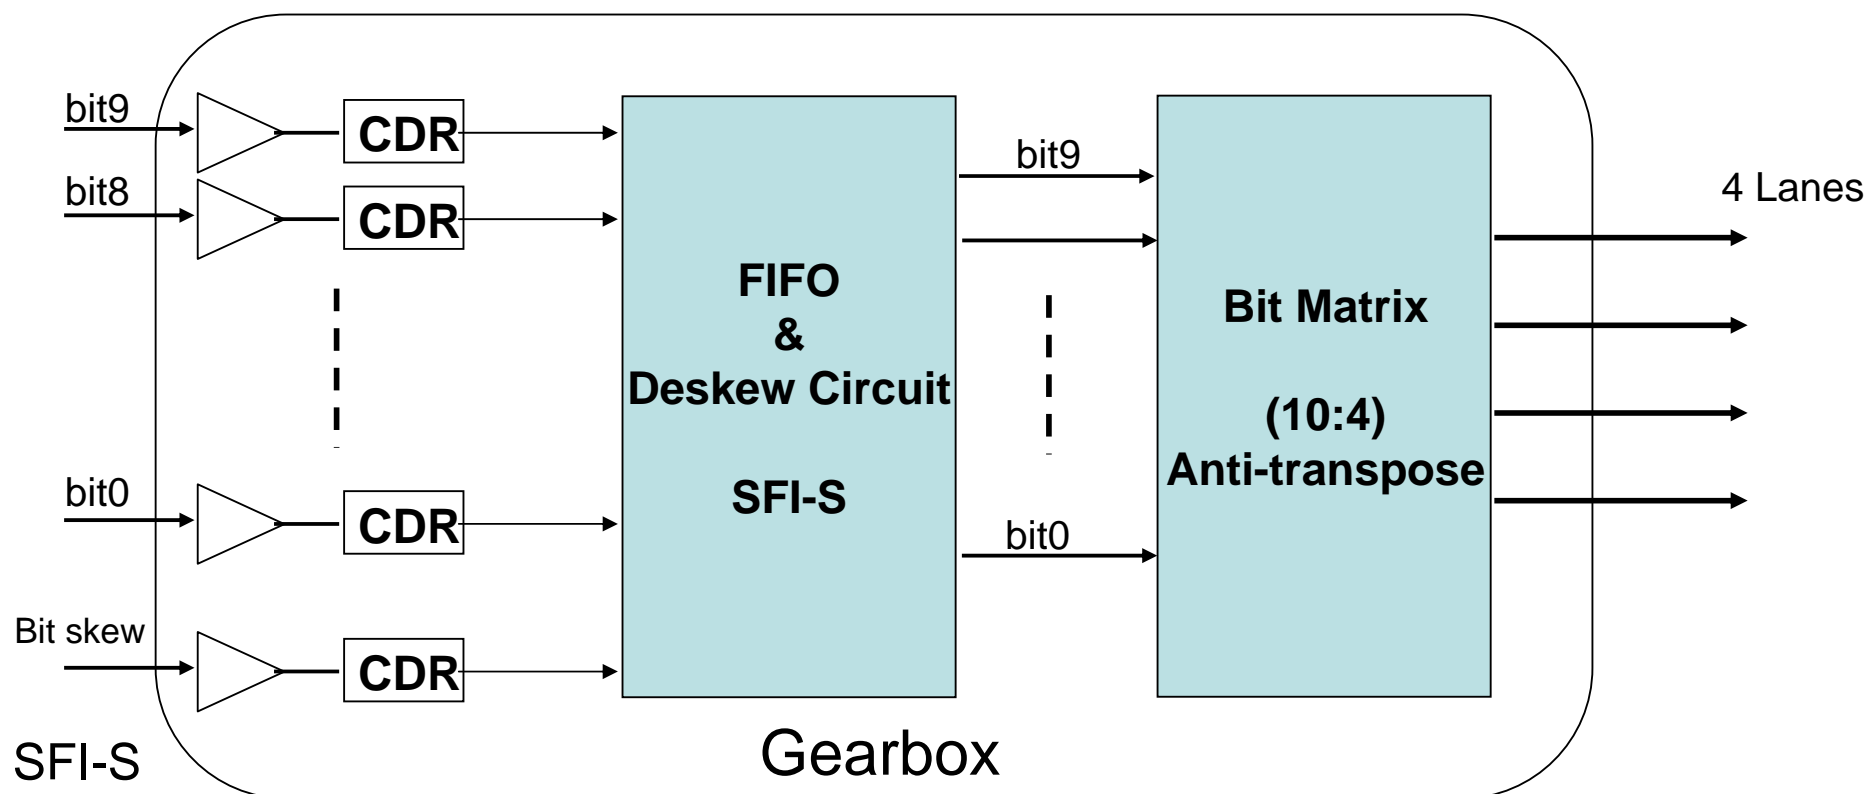 bit9
CDR
bit8
CDR
bit0
CDR
Bit skew
CDR
SFI-S
FIFO
&
Deskew Circuit
SFI-S
bit9
bit0
Bit Matrix
(10:4)
Anti-transpose
4 Lanes
Gearbox